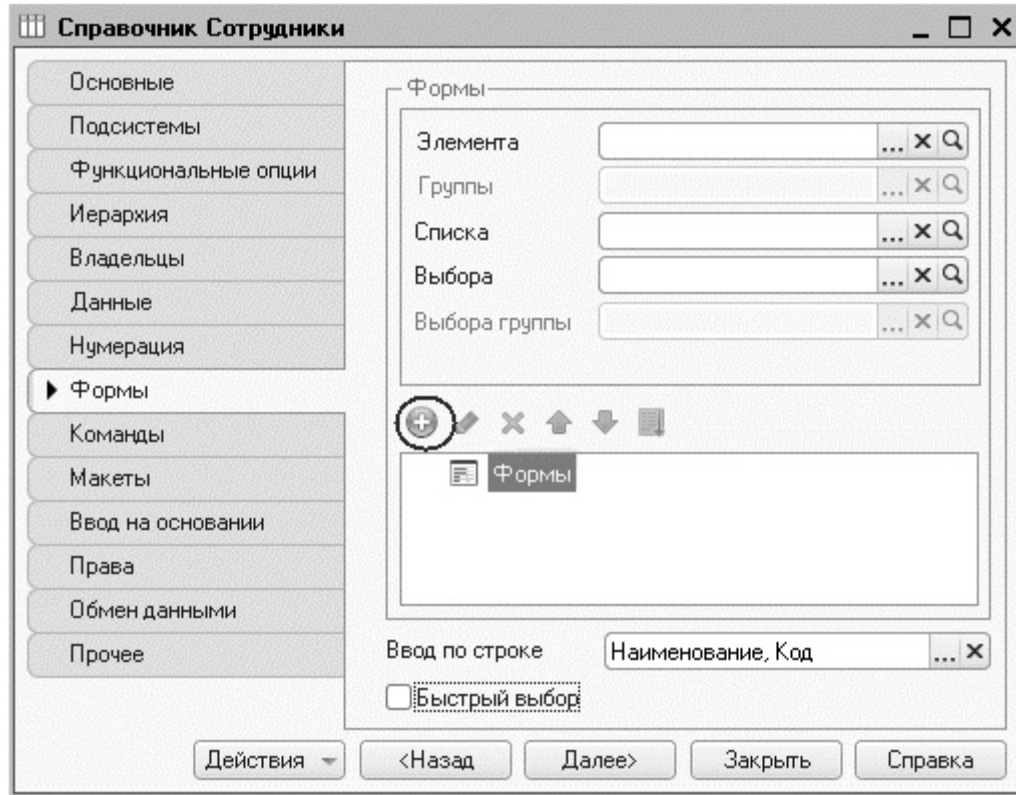 Справочник Сотрудники
Основные
Подсистемы
Функциональные опции
Иерархия
Владельцы
Данные
Нумерация
Формы
Команды
Макеты
Ввод на основании
Права
Обмен данными
Прочее
Формы
Элемента ...
Группы ...
Списка ...
Выбора ...
Выбора группы ...
Формы
Ввод по строке Наименование, Код ...
Быстрый выбор
Действия <Назад Далее> Закрыть Справка